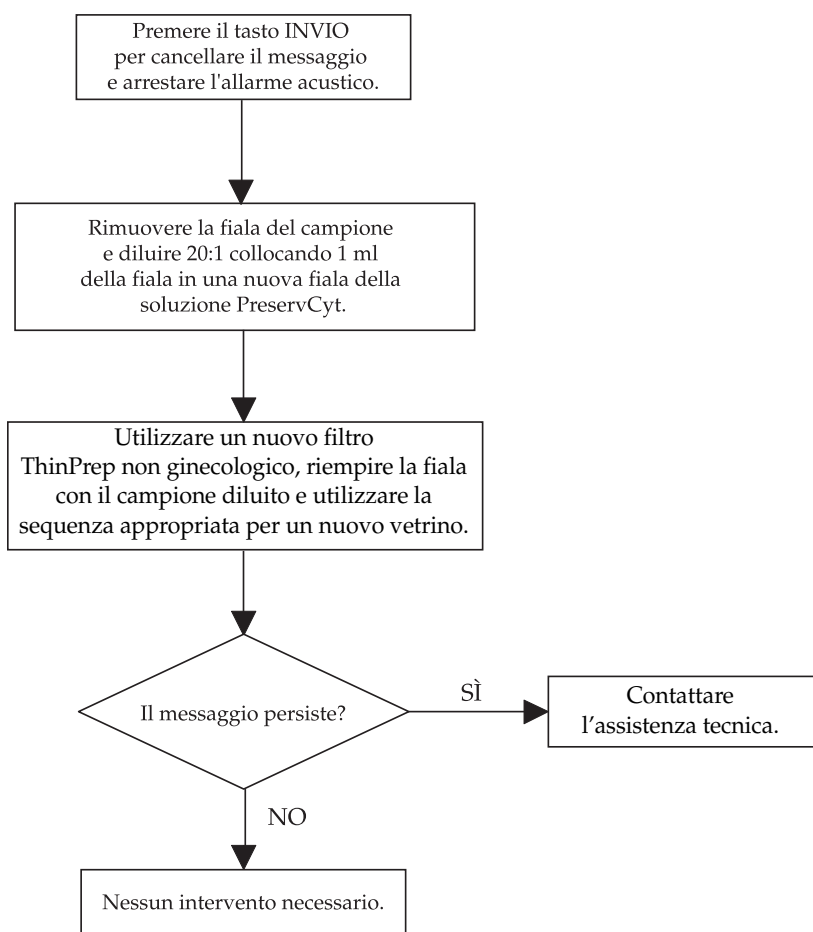 Premere il tasto INVIO
per cancellare il messaggio
e arrestare l'allarme acustico.
Rimuovere la fiala del campione
e diluire 20:1 collocando 1 ml
della fiala in una nuova fiala della
soluzione PreservCyt.
Utilizzare un nuovo filtro
ThinPrep non ginecologico, riempire la fiala
con il campione diluito e utilizzare la
sequenza appropriata per un nuovo vetrino.
Il messaggio persiste?
SÌ
Contattare
l’assistenza tecnica.
NO
Nessun intervento necessario.